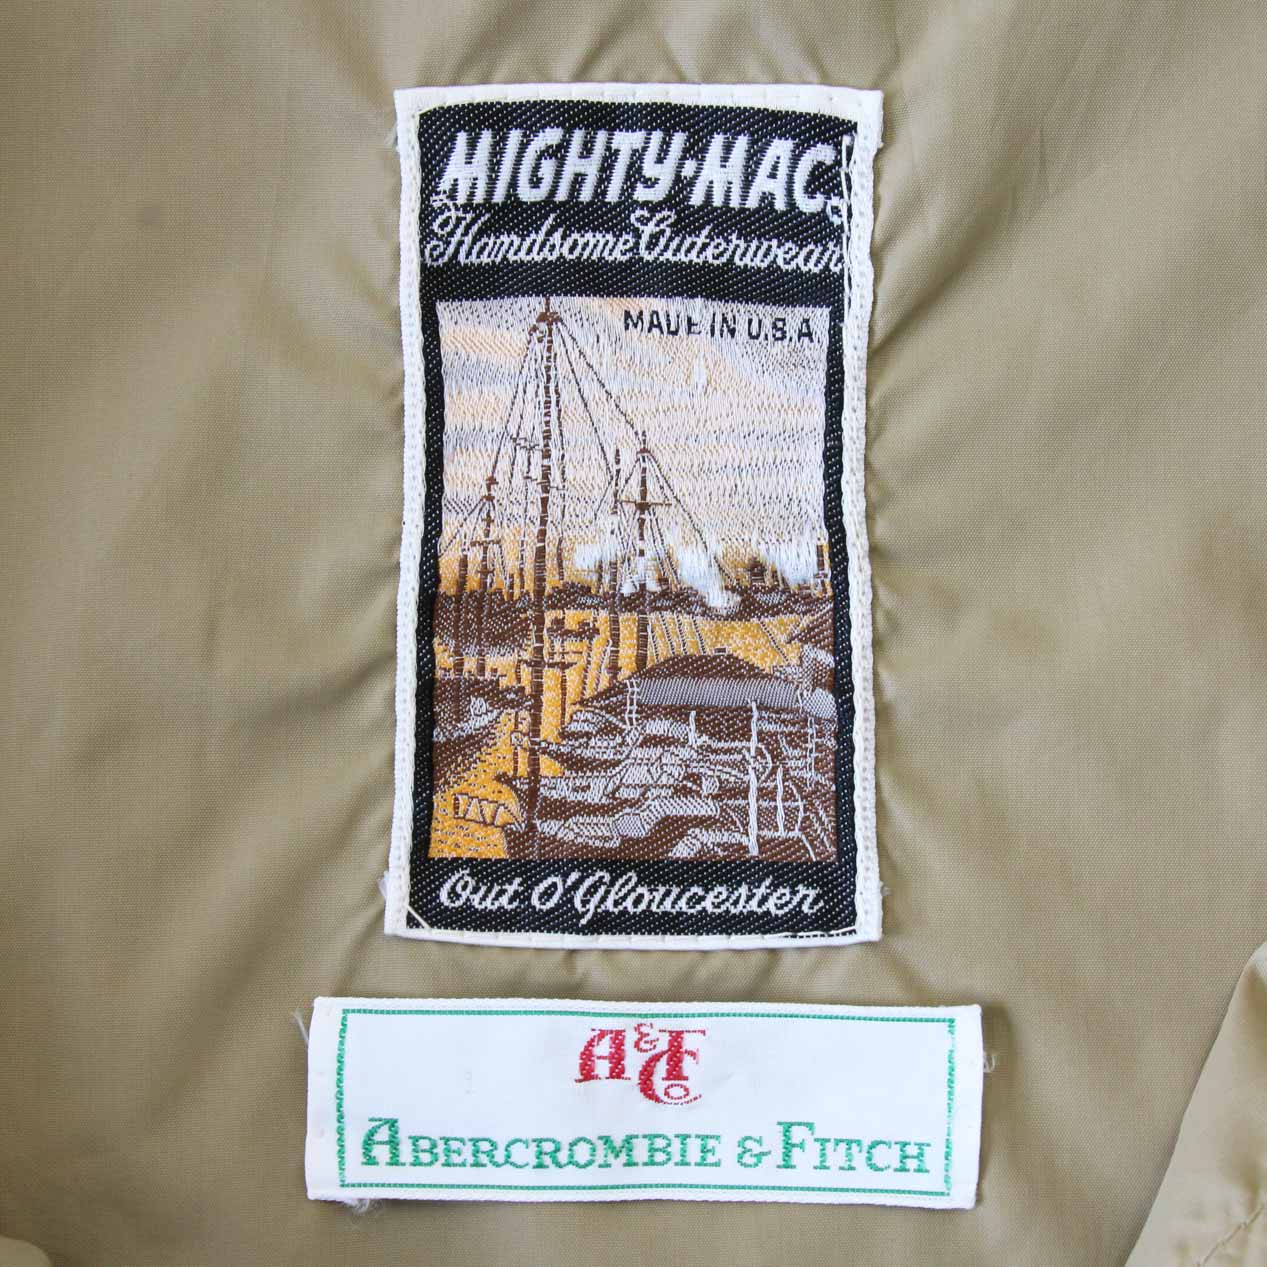 MIGHTY·MAC
Handsome Outerwear
MADE IN U.S.A
Out O' Gloucester
A&F
Co
ABERCROMBIE & FITCH